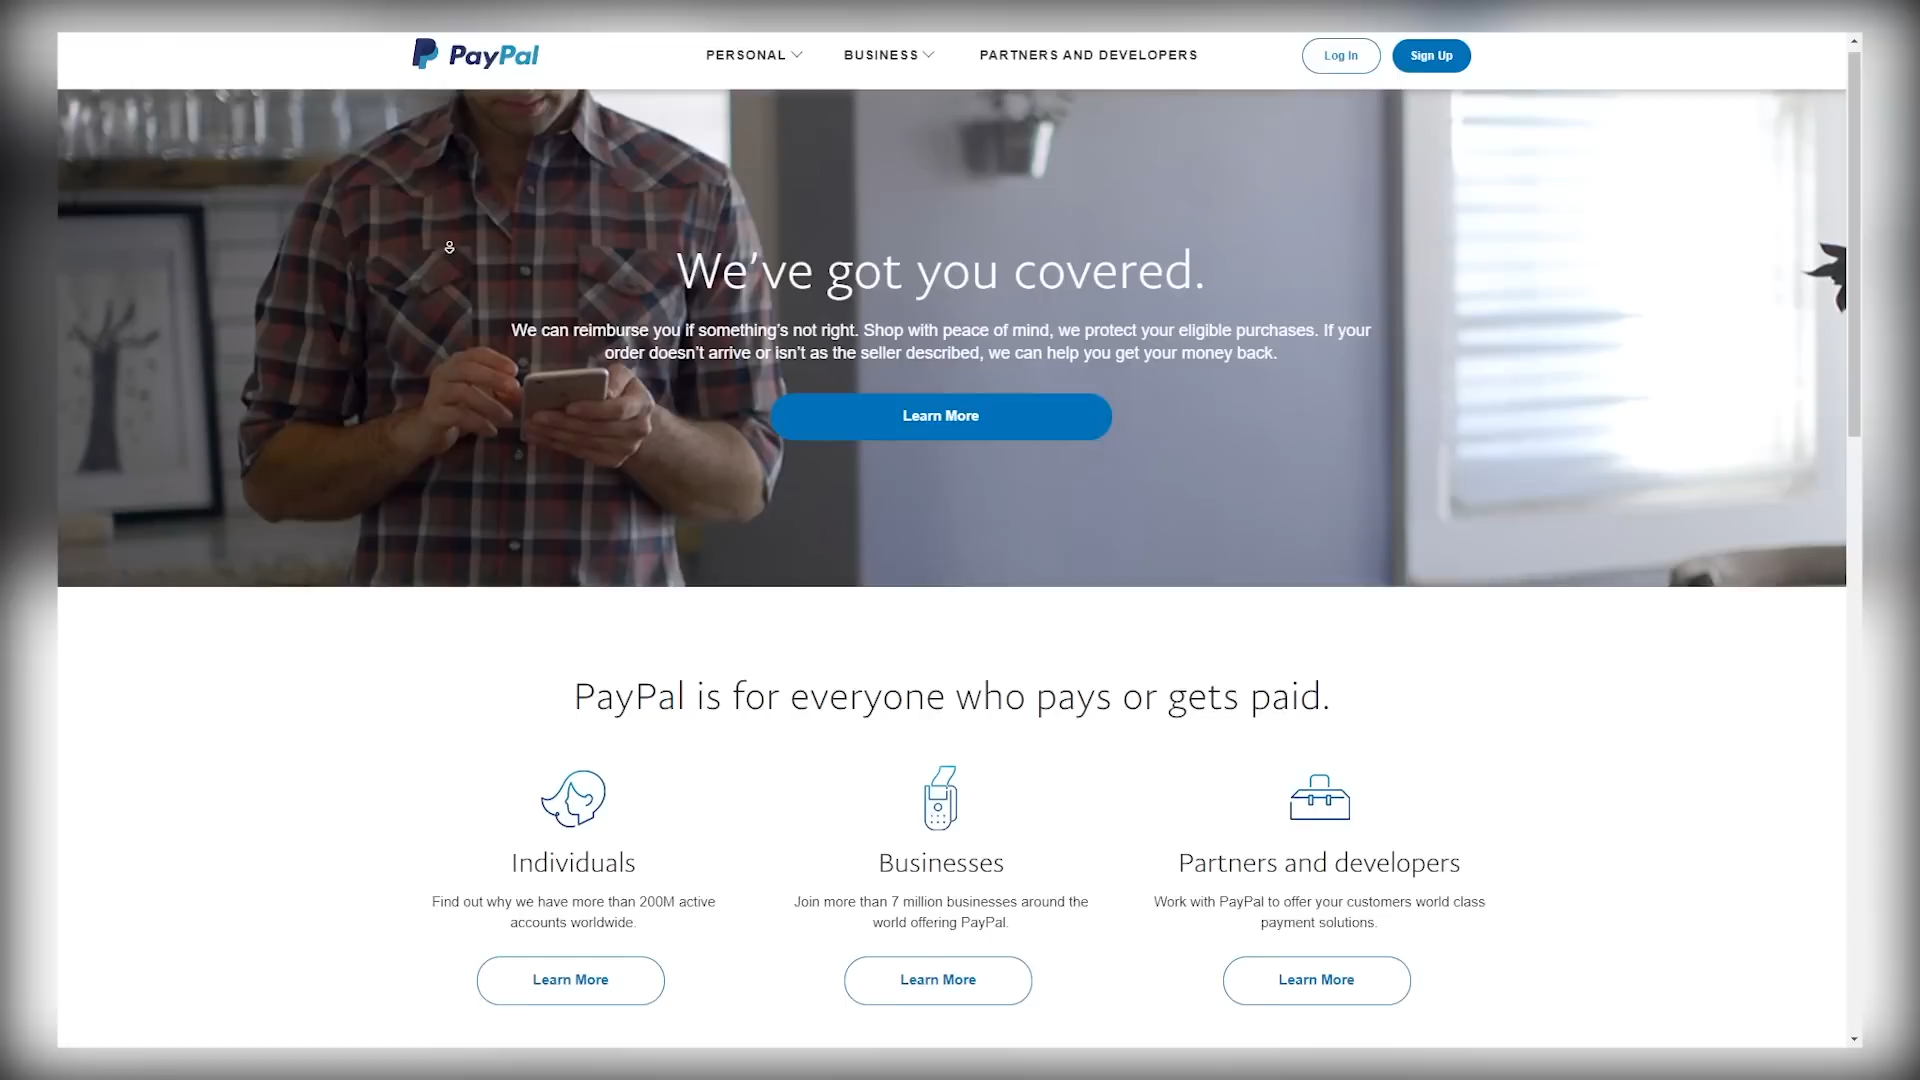 PayPal
PERSONAL
BUSINESS
PARTNERS AND DEVELOPERS
Log In
Sign Up
We've got you covered.
We can reimburse you if something's not right. Shop with peace of mind, we protect your eligible purchases. If your
order doesn't arrive or isn't as the seller described, we can help you get your money back.
Learn More
PayPal is for everyone who pays or gets paid.
Individuals
Find out why we have more than 200M active
accounts worldwide.
Learn More
Businesses
Join more than 7 million businesses around the
world offering PayPal.
Learn More
Partners and developers
Work with PayPal to offer your customers world class
payment solutions.
Learn More